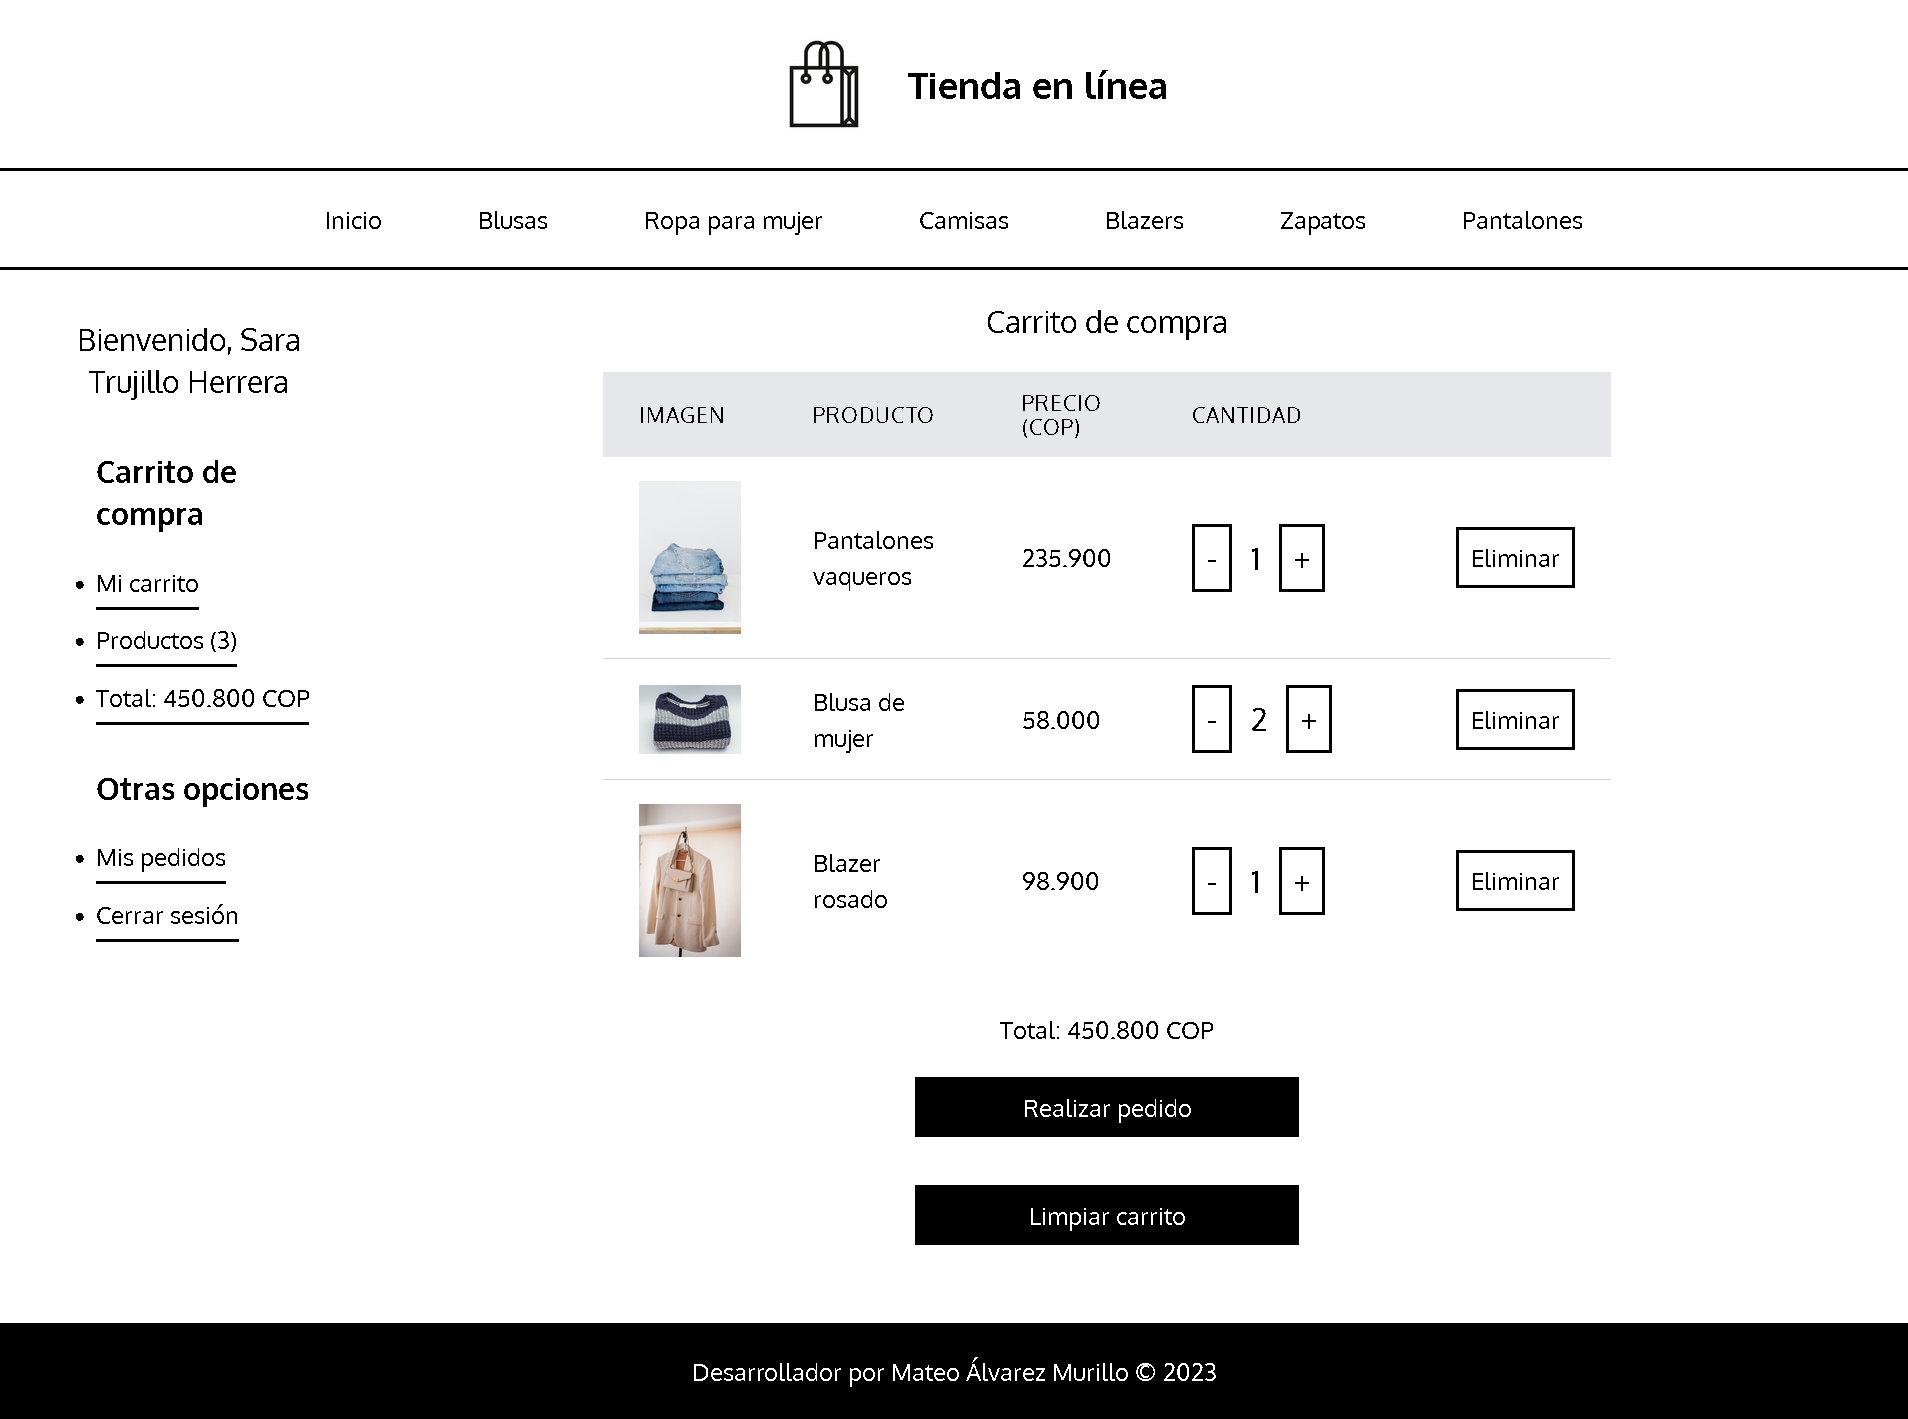 Tienda en línea
Inicio Blusas Ropa para mujer Camisas Blazers Zapatos Pantalones
Bienvenido, Sara
Trujillo Herrera
Carrito de
compra
Mi carrito
Productos (3)
Total: 450.800 COP
Otras opciones
Mis pedidos
Cerrar sesión
Carrito de compra
IMAGEN PRODUCTO PRECIO (COP) CANTIDAD
Pantalones
vaqueros
235.900 - 1 + Eliminar
Blusa de
mujer
58.000 - 2 + Eliminar
Blazer
rosado
98.900 - 1 + Eliminar
Total: 450.800 COP
Realizar pedido
Limpiar carrito
Desarrollador por Mateo Álvarez Murillo © 2023